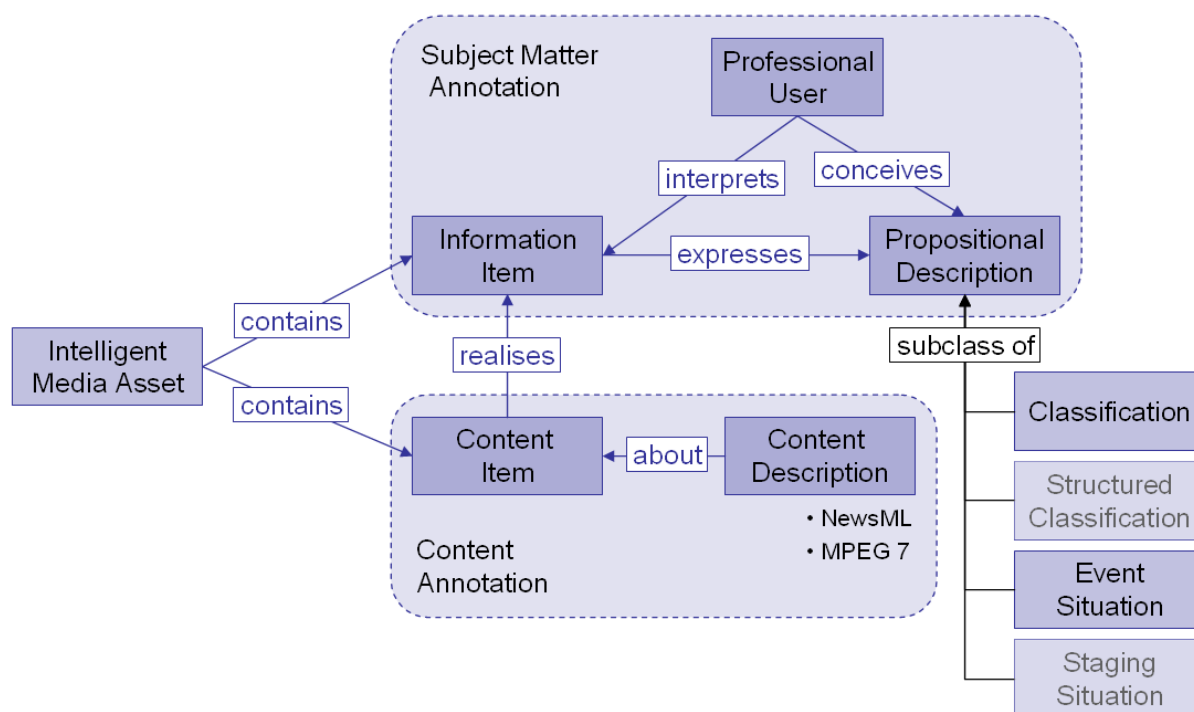 Subject Matter
Annotation
Professional
User
interprets
conceives
Information
Item
expresses
Propositional
Description
contains
realises
subclass of
Intelligent
Media Asset
contains
Content
Item
about
Content
Description
• NewsML
• MPEG 7
Content
Annotation
Classification
Structured
Classification
Event
Situation
Staging
Situation